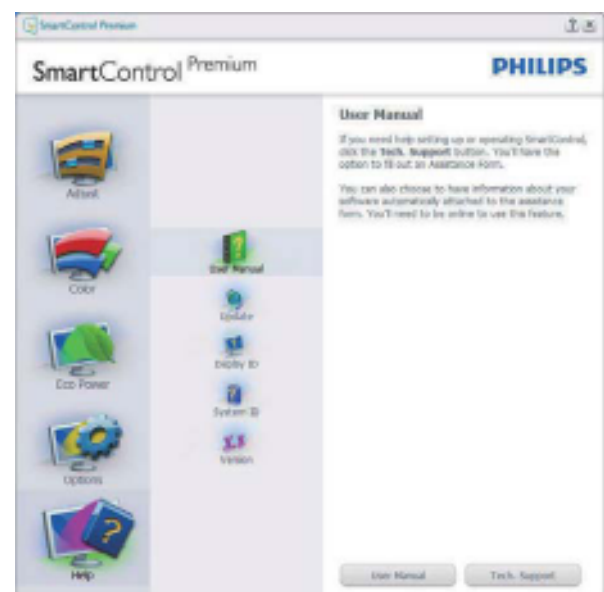 SmartControl Premium
SmartControl Premium
PHILIPS
Adjust
Color
Eco Power
Options
Help
User Manual
Update
Display ID
System ID
Version
User Manual
If you need help setting up or operating SmartControl,
click the Tech. Support button. You'll have the
option to fill out an Assistance Form.
You can also choose to have information about your
software automatically attached to the assistance
form. You'll need to be online to use this feature.
User Manual
Tech. Support